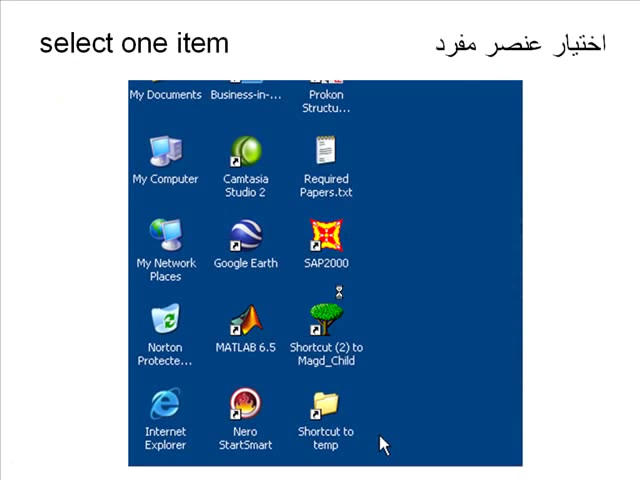 select one item
اختيار عنصر مفرد
My Documents
Business-in-...
Prokon
Structu...
My Computer
Camtasia
Studio 2
Required
Papers.txt
My Network
Places
Google Earth
SAP2000
Norton
Protecte...
MATLAB 6.5
Shortcut (2) to
Magd_Child
Internet
Explorer
Nero
StartSmart
Shortcut to
temp